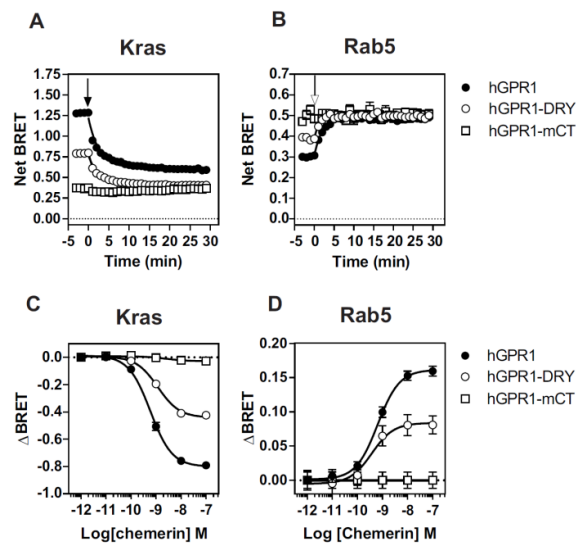 A
Kras
Net BRET
1.75
1.50
1.25
1.00
0.75
0.50
0.25
0.00
-5 0 5 10 15 20 25 30
Time (min)
B
Rab5
Net BRET
0.7
0.6
0.5
0.4
0.3
0.2
0.1
0.0
-5 0 5 10 15 20 25 30
Time (min)
hGPR1
hGPR1-DRY
hGPR1-mCT
C
Kras
Δ BRET
0.0
-0.2
-0.4
-0.6
-0.8
-1.0
-12 -11 -10 -9 -8 -7
Log[chemerin] M
D
Rab5
Δ BRET
0.20
0.15
0.10
0.05
0.00
-12 -11 -10 -9 -8 -7
Log [Chemerin] M
hGPR1
hGPR1-DRY
hGPR1-mCT